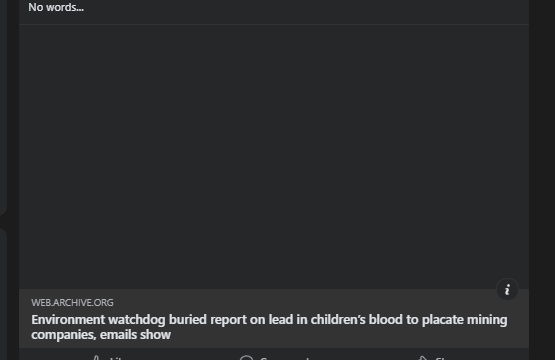 No words...
WEB.ARCHIVE.ORG
Environment watchdog buried report on lead in children's blood to placate mining
companies, emails show